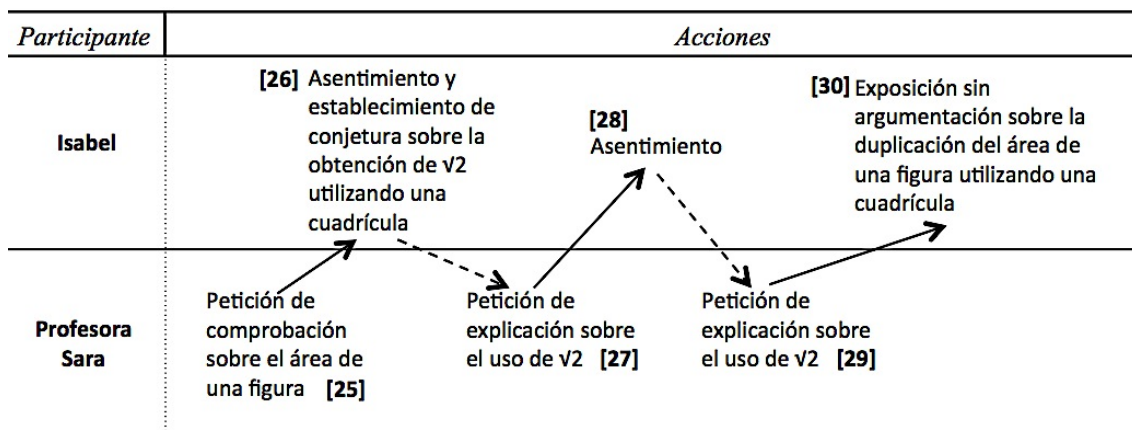 Participante
Acciones
Isabel
[26] Asentimiento y
establecimiento de
conjetura sobre la
obtención de √2
utilizando una
cuadrícula
[28]
Asentimiento
[30] Exposición sin
argumentación sobre la
duplicación del área de
una figura utilizando una
cuadrícula
Profesora
Sara
Petición de
comprobación
sobre el área de
una figura [25]
Petición de
explicación sobre
el uso de √2 [27]
Petición de
explicación sobre
el uso de √2 [29]